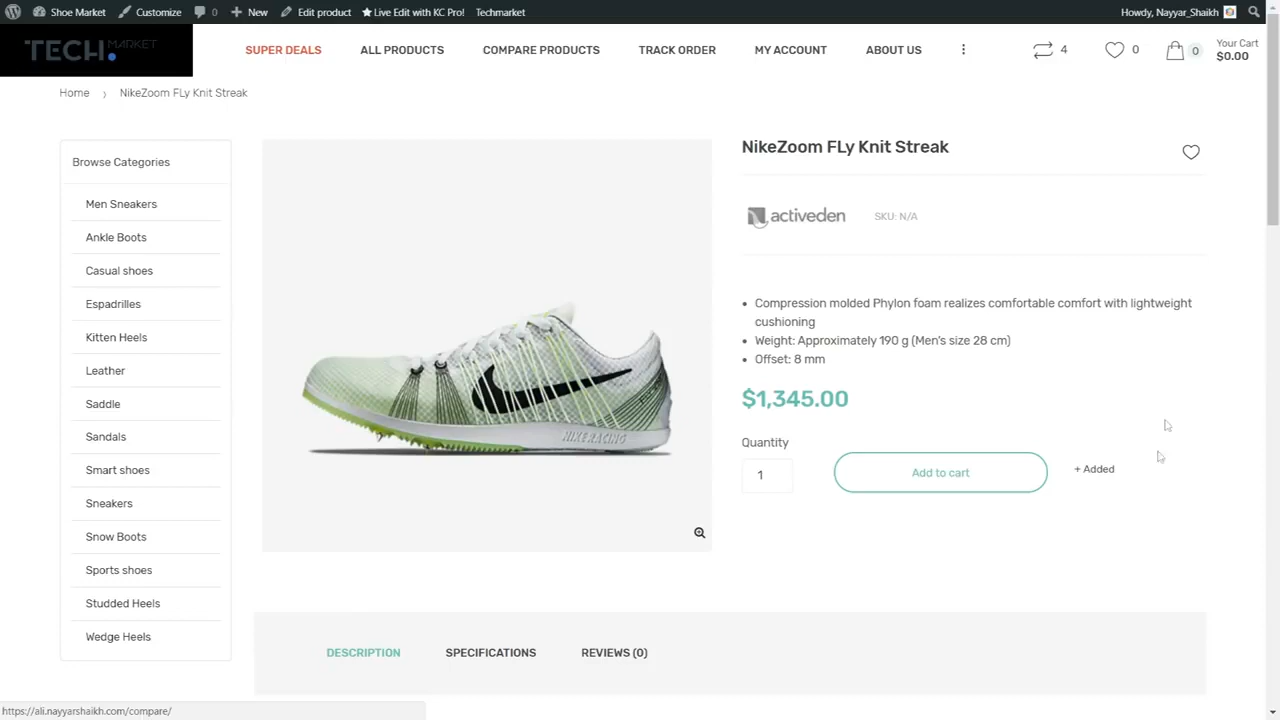 Shoe Market Customize 0 New Edit product Live Edit with KC Pro! Techmarket Howdy, Nayyar_Shaikh
TECH. MARKET
SUPER DEALS ALL PRODUCTS COMPARE PRODUCTS TRACK ORDER MY ACCOUNT ABOUT US 4 0 0 Your Cart
$0.00
Home › NikeZoom FLy Knit Streak
Browse Categories
Men Sneakers
Ankle Boots
Casual shoes
Espadrilles
Kitten Heels
Leather
Saddle
Sandals
Smart shoes
Sneakers
Snow Boots
Sports shoes
Studded Heels
Wedge Heels
NIKE RACING
NikeZoom FLy Knit Streak
activeden SKU: N/A
• Compression molded Phylon foam realizes comfortable comfort with lightweight
cushioning
• Weight: Approximately 190 g (Men's size 28 cm)
• Offset: 8 mm
$1,345.00
Quantity
1 Add to cart + Added
DESCRIPTION SPECIFICATIONS REVIEWS (0)
https://ali.nayyarshaikh.com/compare/